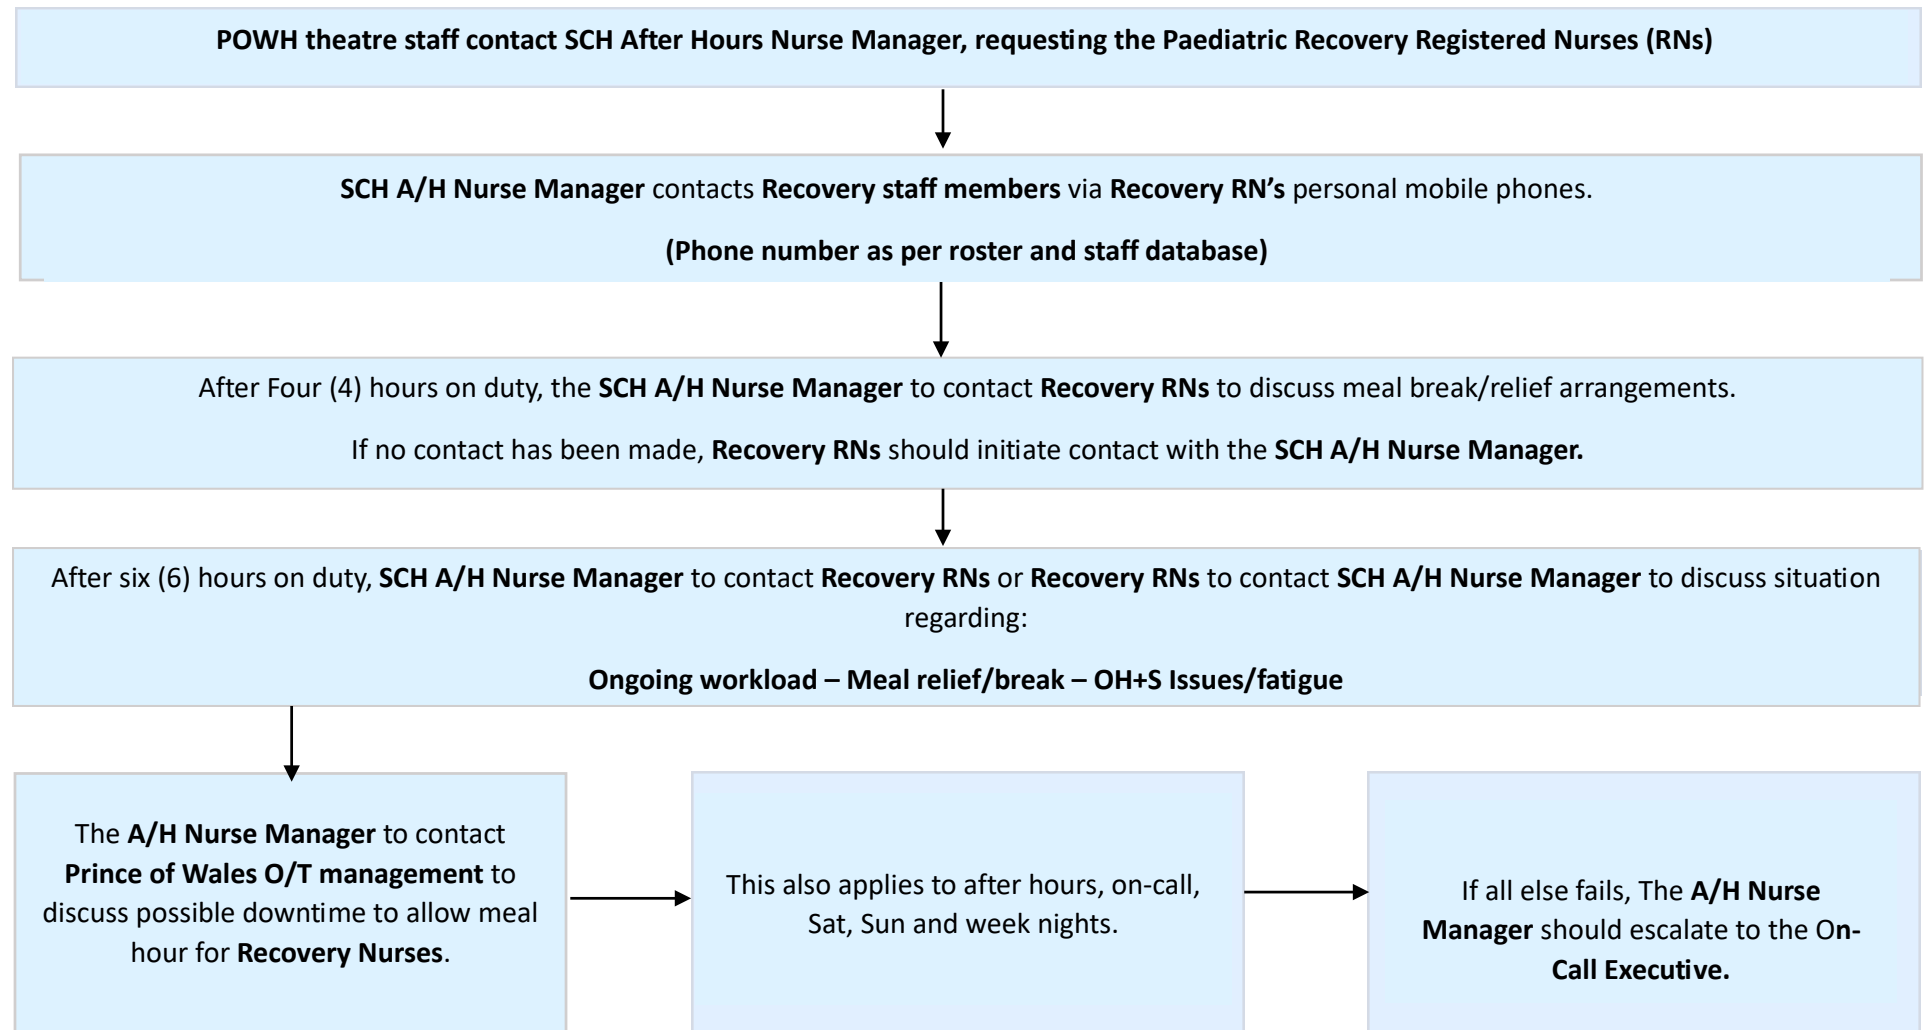 POWH theatre staff contact SCH After Hours Nurse Manager, requesting the Paediatric Recovery Registered Nurses (RNs)
SCH A/H Nurse Manager contacts Recovery staff members via Recovery RN’s personal mobile phones.
(Phone number as per roster and staff database)
After Four (4) hours on duty, the SCH A/H Nurse Manager to contact Recovery RNs to discuss meal break/relief arrangements.
If no contact has been made, Recovery RNs should initiate contact with the SCH A/H Nurse Manager.
After six (6) hours on duty, SCH A/H Nurse Manager to contact Recovery RNs or Recovery RNs to contact SCH A/H Nurse Manager to discuss situation
regarding:
Ongoing workload – Meal relief/break – OH+S Issues/fatigue
The A/H Nurse Manager to contact
Prince of Wales O/T management to
discuss possible downtime to allow meal
hour for Recovery Nurses.
This also applies to after hours, on-call,
Sat, Sun and week nights.
If all else fails, The A/H Nurse
Manager should escalate to the On-
Call Executive.